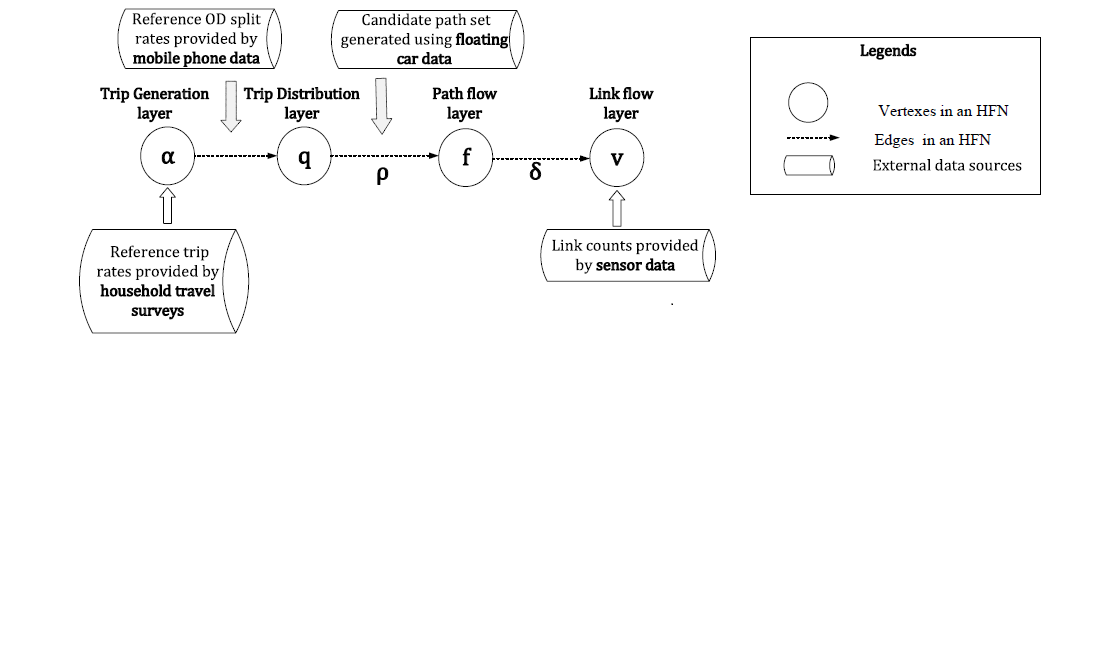 Reference OD split
rates provided by
mobile phone data
Candidate path set
generated using floating
car data
Trip Generation
layer
Trip Distribution
layer
Path flow
layer
Link flow
layer
α
q
f
v
ρ
δ
Reference trip
rates provided by
household travel
surveys
Link counts provided
by sensor data
.
Legends
Vertexes in an HFN
Edges in an HFN
External data sources